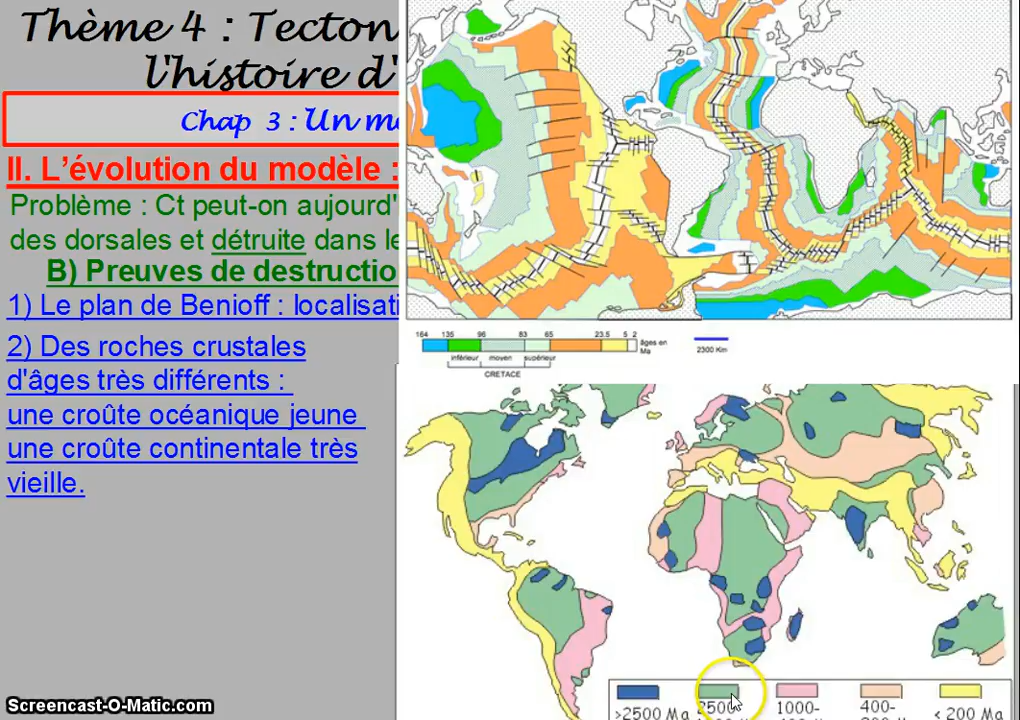 Thème 4 : Tecton
l'histoire d'
Chap 3 : Un mo
II. L’évolution du modèle :
Problème : Ct peut-on aujourd'
des dorsales et détruite dans le
B) Preuves de destructio
1) Le plan de Benioff : localisati
2) Des roches crustales
d'âges très différents :
une croûte océanique jeune
une croûte continentale très
vieille.
164 135 96 83 65 23.5 5 2
âges en
Ma
2300 Km
inférieur moyen supérieur
CRETACE
>2500 Ma 2500- 1000- 400- < 200 Ma
Screencast-O-Matic.com